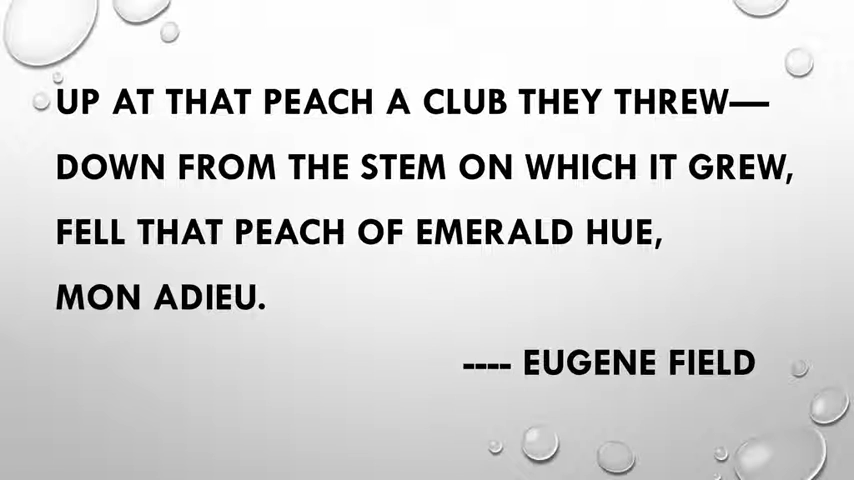 UP AT THAT PEACH A CLUB THEY THREW—
DOWN FROM THE STEM ON WHICH IT GREW,
FELL THAT PEACH OF EMERALD HUE,
MON ADIEU.
---- EUGENE FIELD